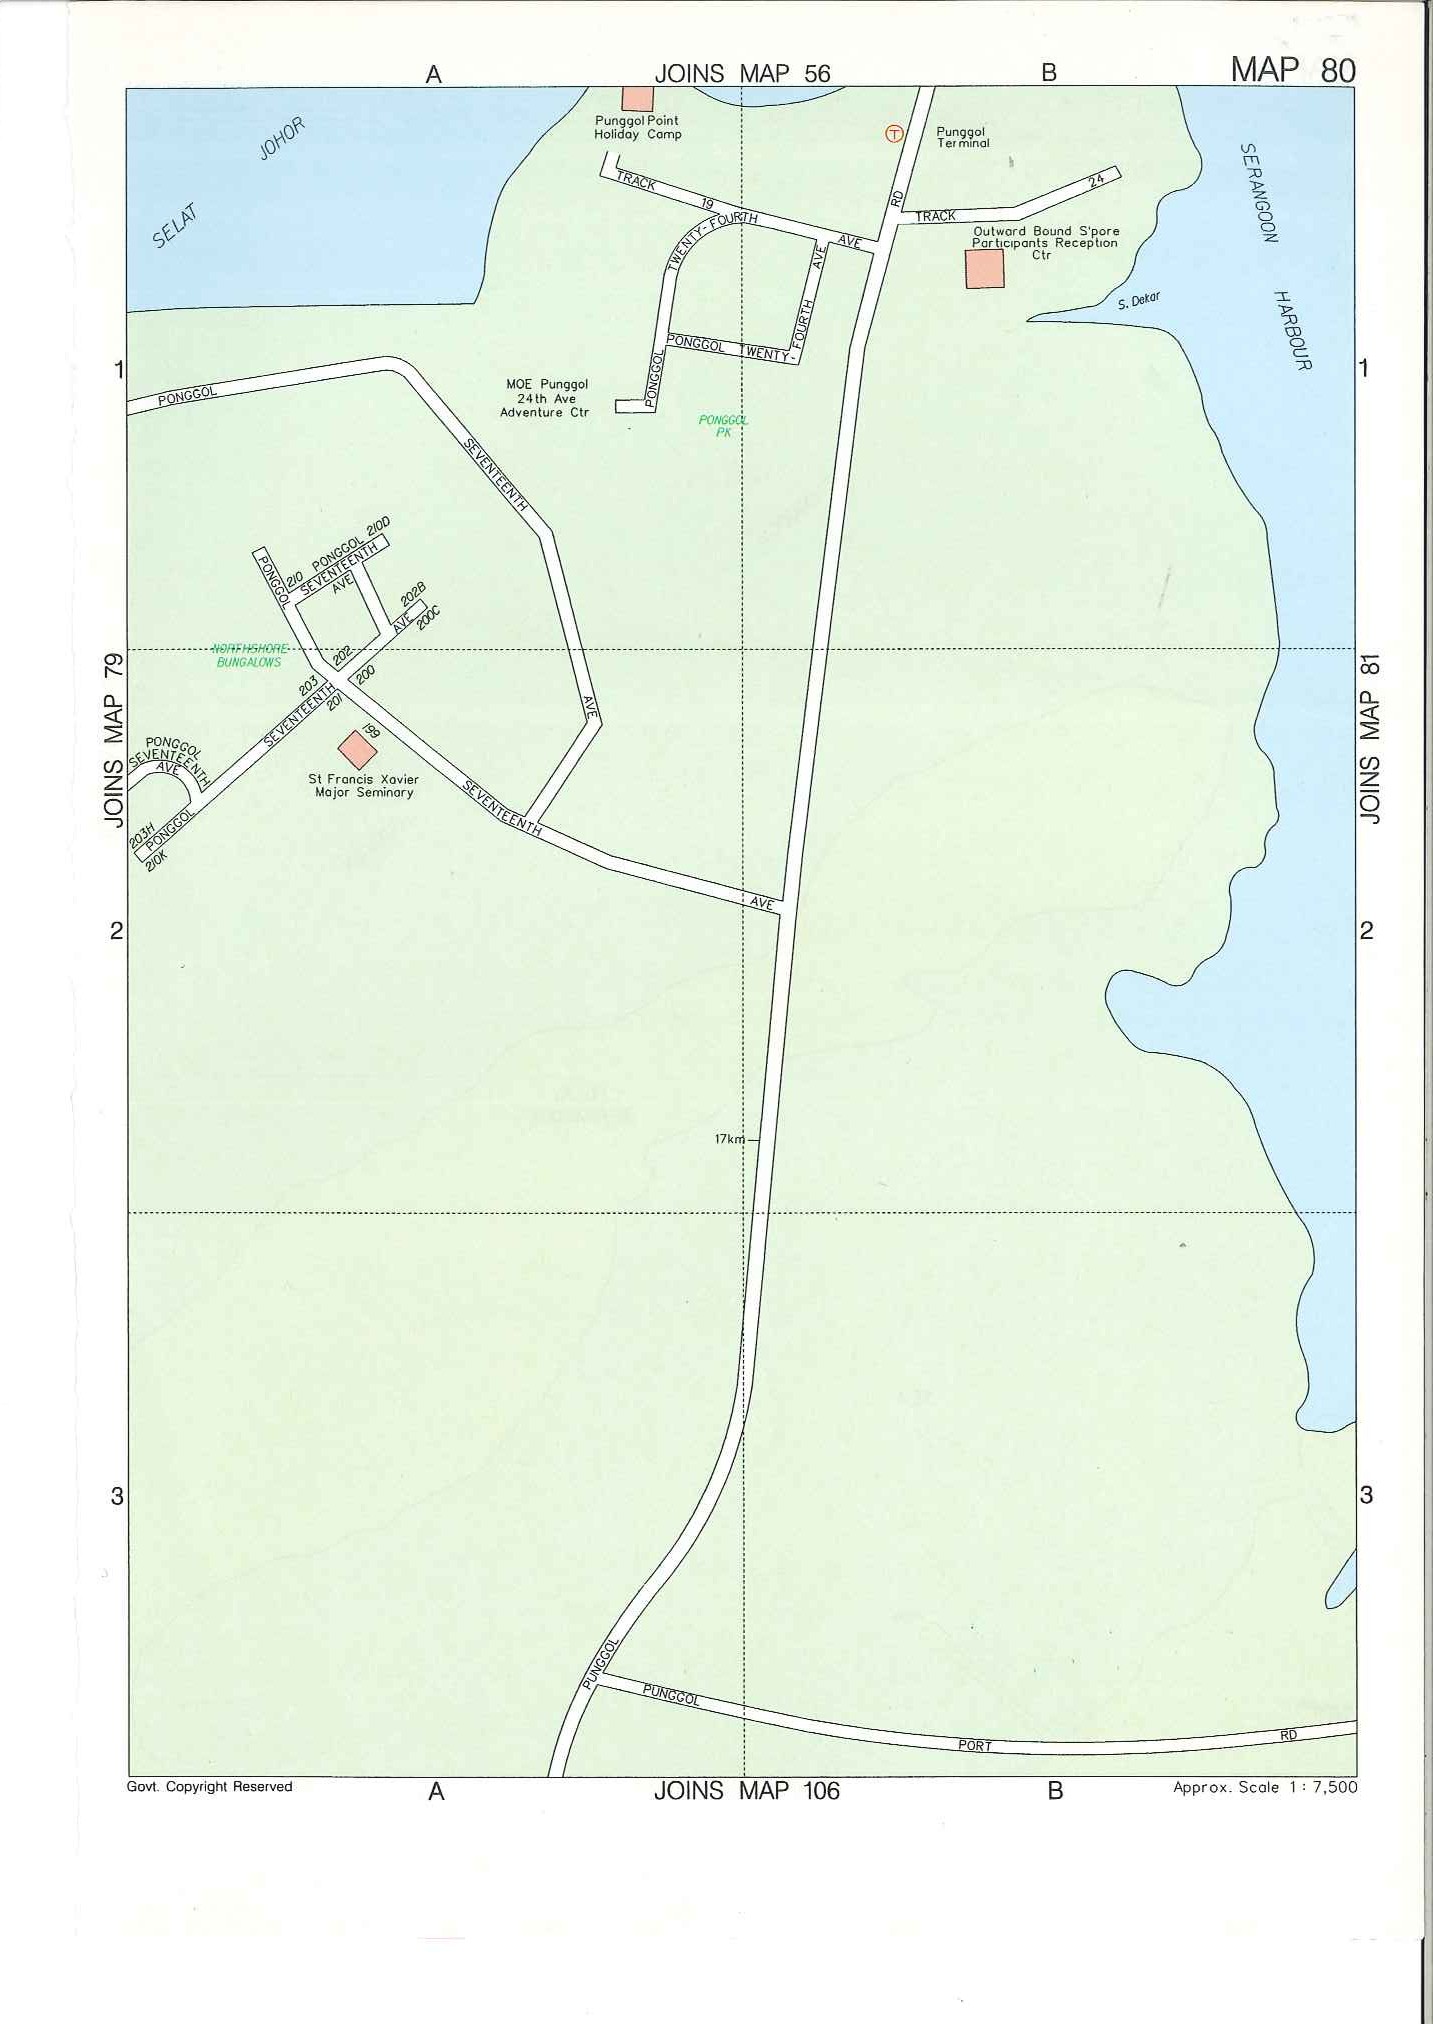 A
JOINS MAP 56
B
MAP 80
SELAT JOHOR
Punggol Point
Holiday Camp
T
Punggol
Terminal
SERANGOON HARBOUR
TRACK 19
RD
TRACK 24
TWENTY-FOURTH
AVE
AVE
Outward Bound S'pore
Participants Reception
Ctr
S. Dekar
PONGGOL TWENTY-FOURTH
PONGGOL
1
1
MOE Punggol
24th Ave
Adventure Ctr
PONGGOL
PK
PONGGOL
SEVENTEENTH
AVE
PONGGOL
210
PONGGOL 210D
SEVENTEENTH
AVE
202B
AVE
200C
NORTHSHORE
BUNGALOWS
202
203
200
201
SEVENTEENTH
199
JOINS MAP 79
JOINS MAP 81
PONGGOL
SEVENTEENTH
AVE
St Francis Xavier
Major Seminary
SEVENTEENTH
203H
PONGGOL
210K
AVE
2
2
17km
3
3
PUNGGOL
PUNGGOL
PORT
RD
Govt. Copyright Reserved
A
JOINS MAP 106
B
Approx. Scale 1 : 7,500